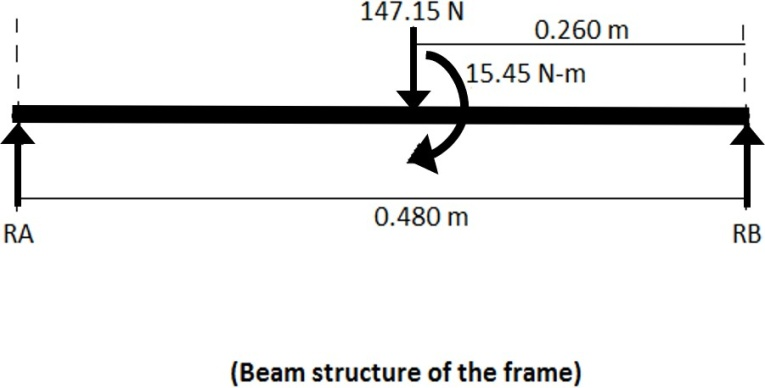 147.15 N
0.260 m
15.45 N-m
0.480 m
RA
RB
(Beam structure of the frame)